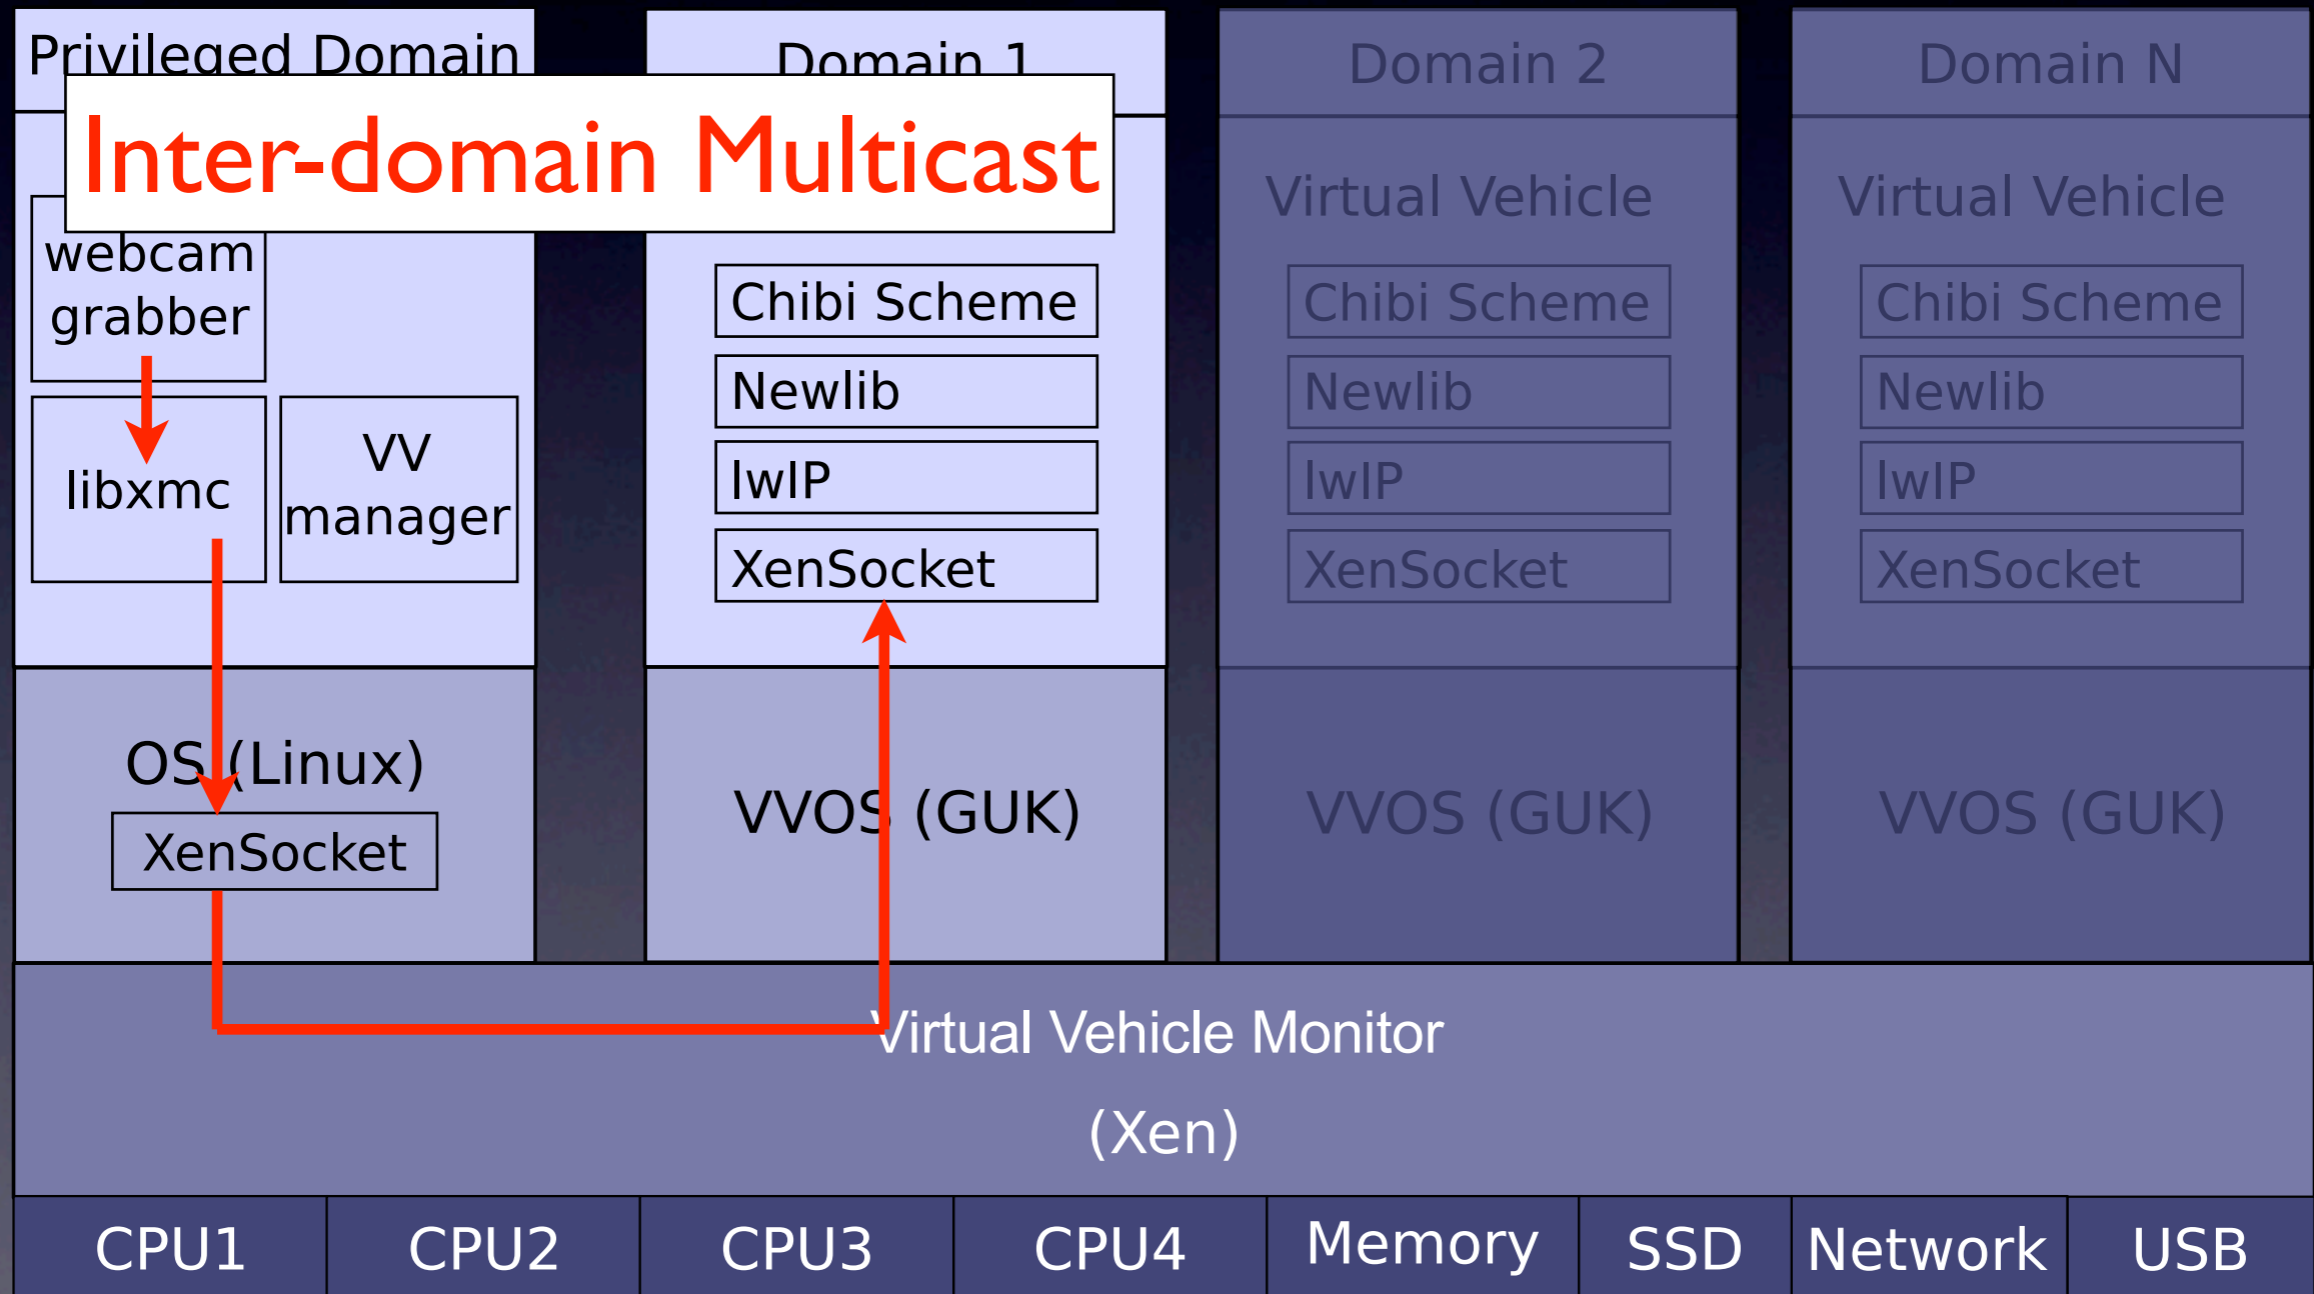 Privileged Domain
Domain 1
Domain 2
Domain N
Inter-domain Multicast
webcam
grabber
libxmc
VV
manager
OS (Linux)
XenSocket
Chibi Scheme
Newlib
lwIP
XenSocket
VVOS (GUK)
Virtual Vehicle
Chibi Scheme
Newlib
lwIP
XenSocket
VVOS (GUK)
Virtual Vehicle
Chibi Scheme
Newlib
lwIP
XenSocket
VVOS (GUK)
Virtual Vehicle Monitor
(Xen)
CPU1
CPU2
CPU3
CPU4
Memory
SSD
Network
USB